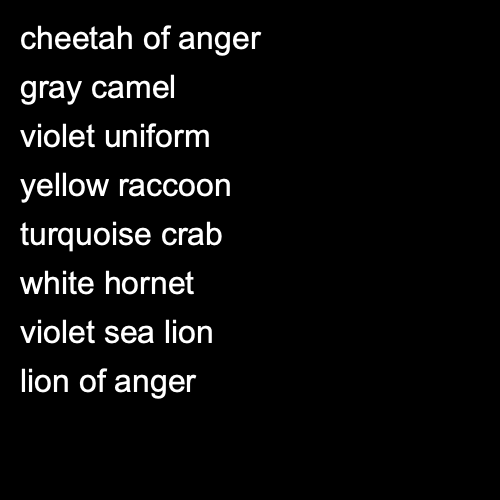 cheetah of anger
gray camel
violet uniform
yellow raccoon
turquoise crab
white hornet
violet sea lion
lion of anger